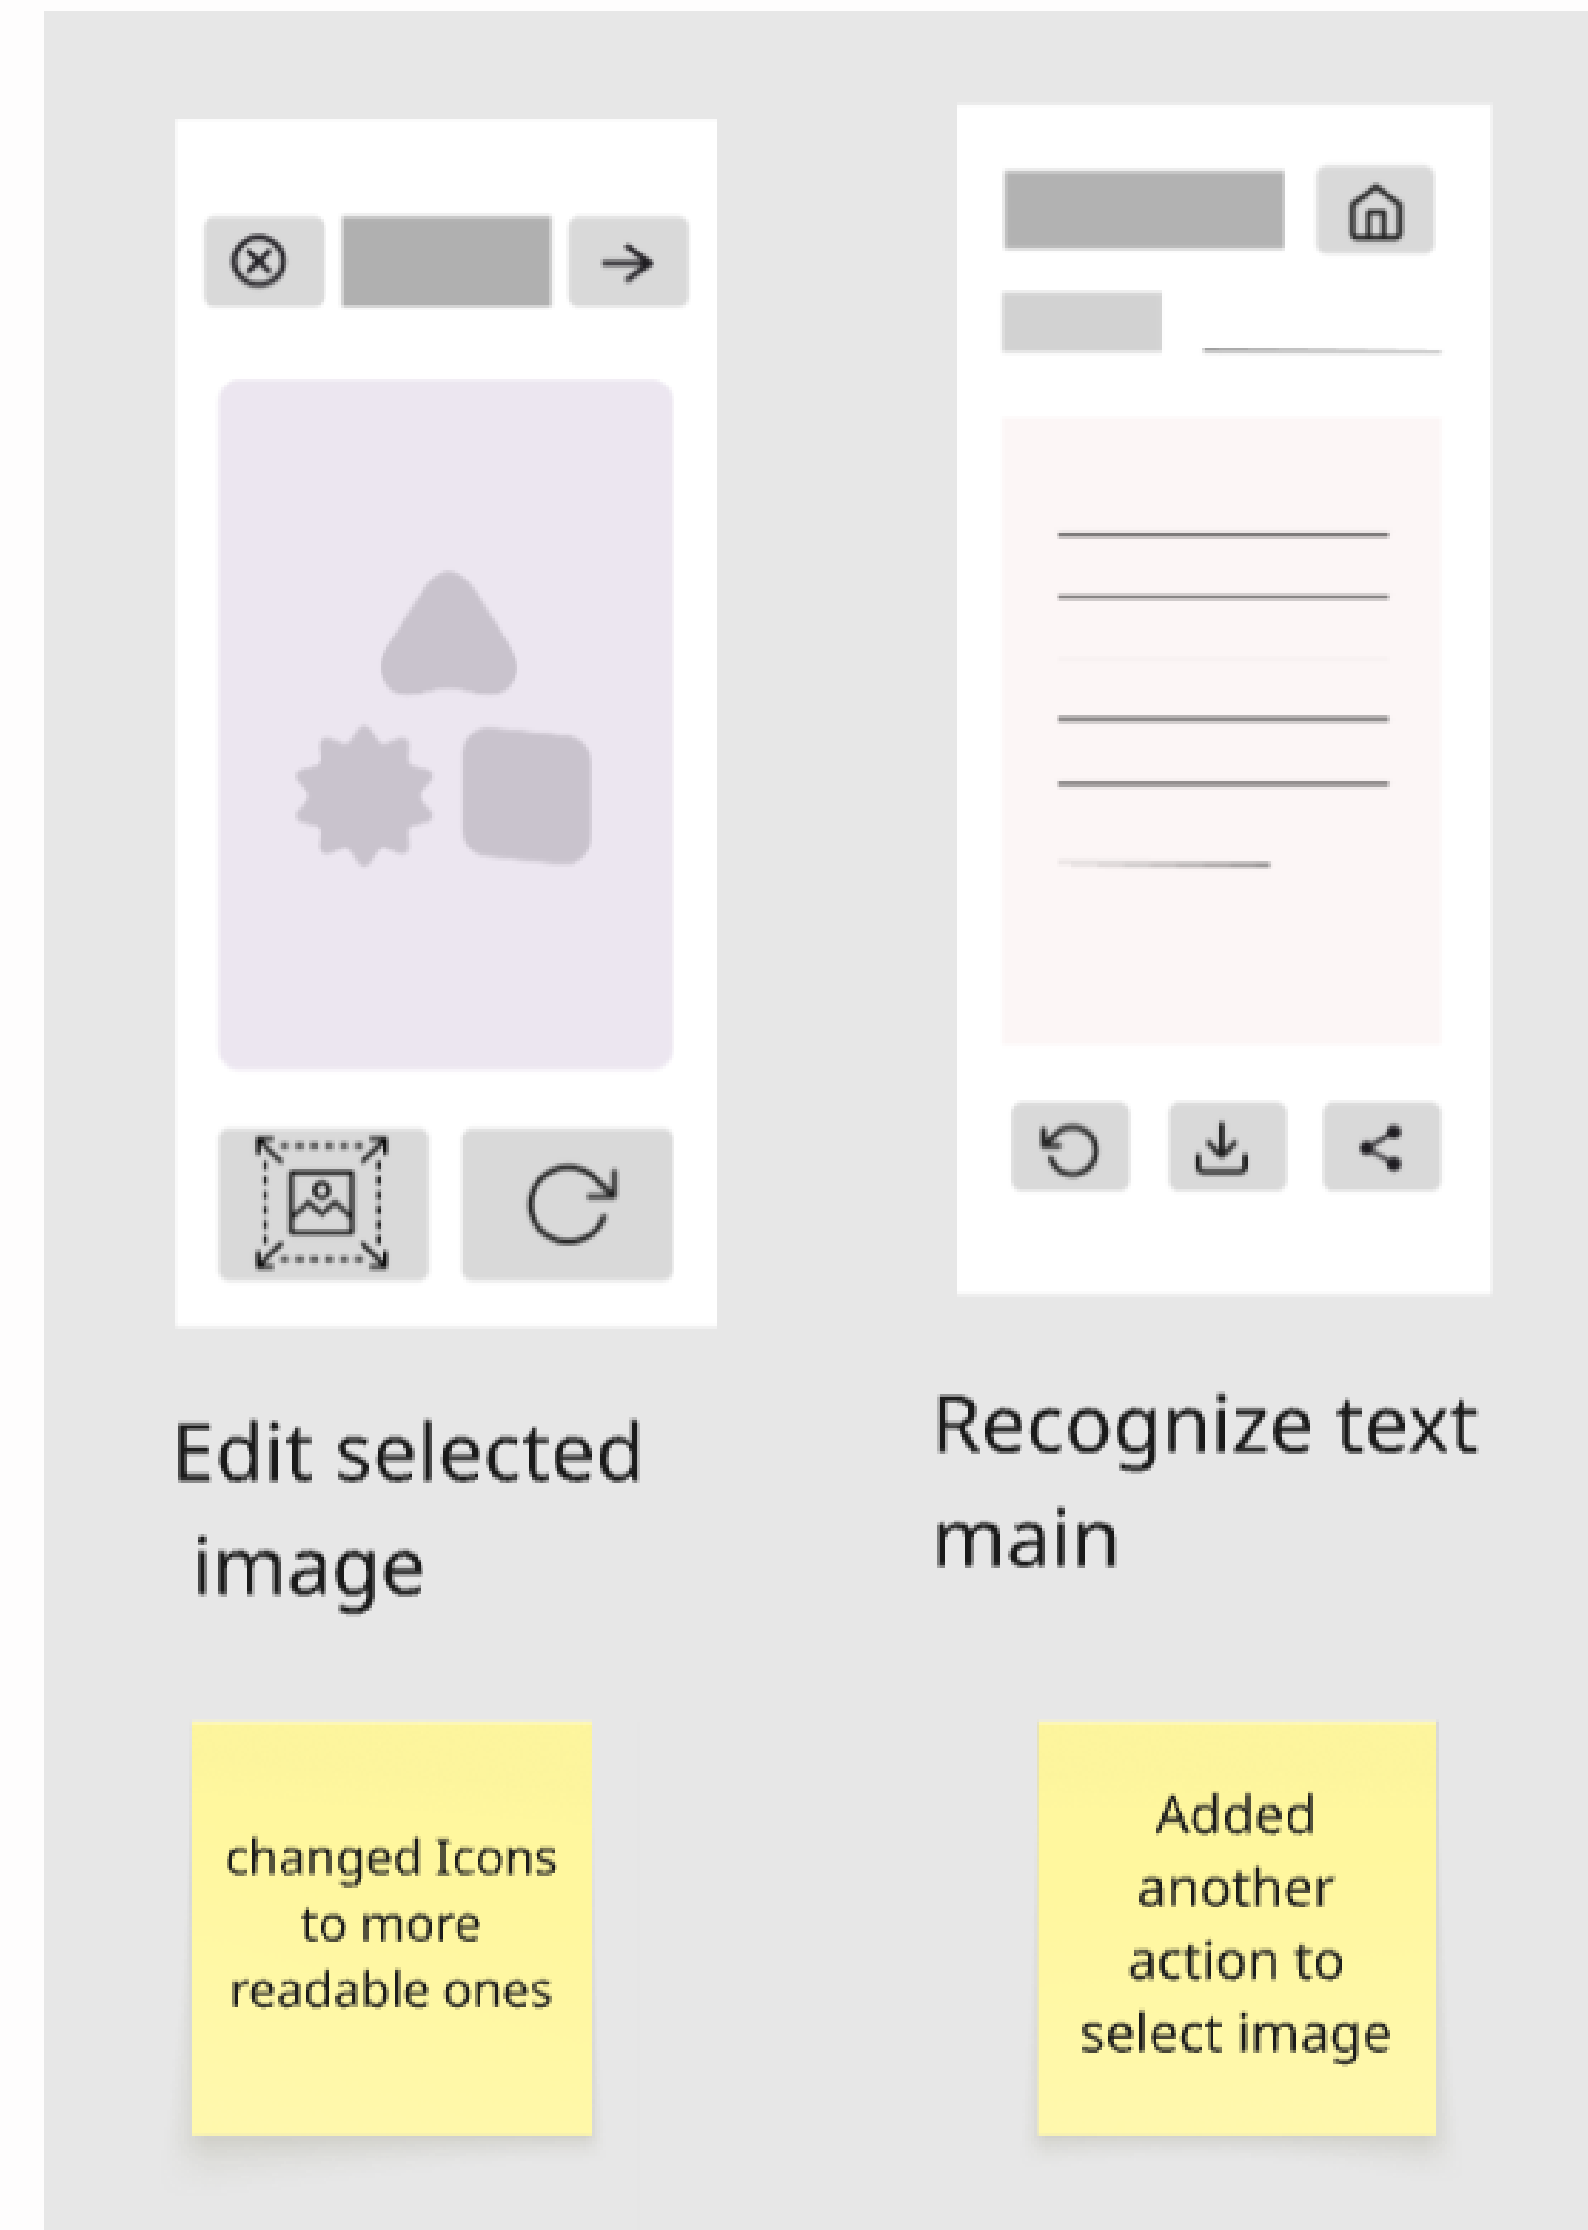 Edit selected
image
Recognize text
main
changed Icons
to more
readable ones
Added
another
action to
select image